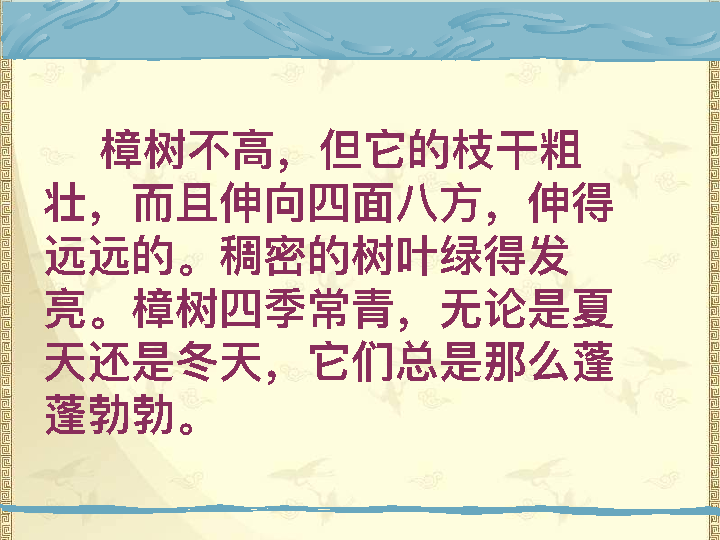 樟树不高，但它的枝干粗
壮，而且伸向四面八方，伸得
远远的。稠密的树叶绿得发
亮。樟树四季常青，无论是夏
天还是冬天，它们总是那么蓬
蓬勃勃。